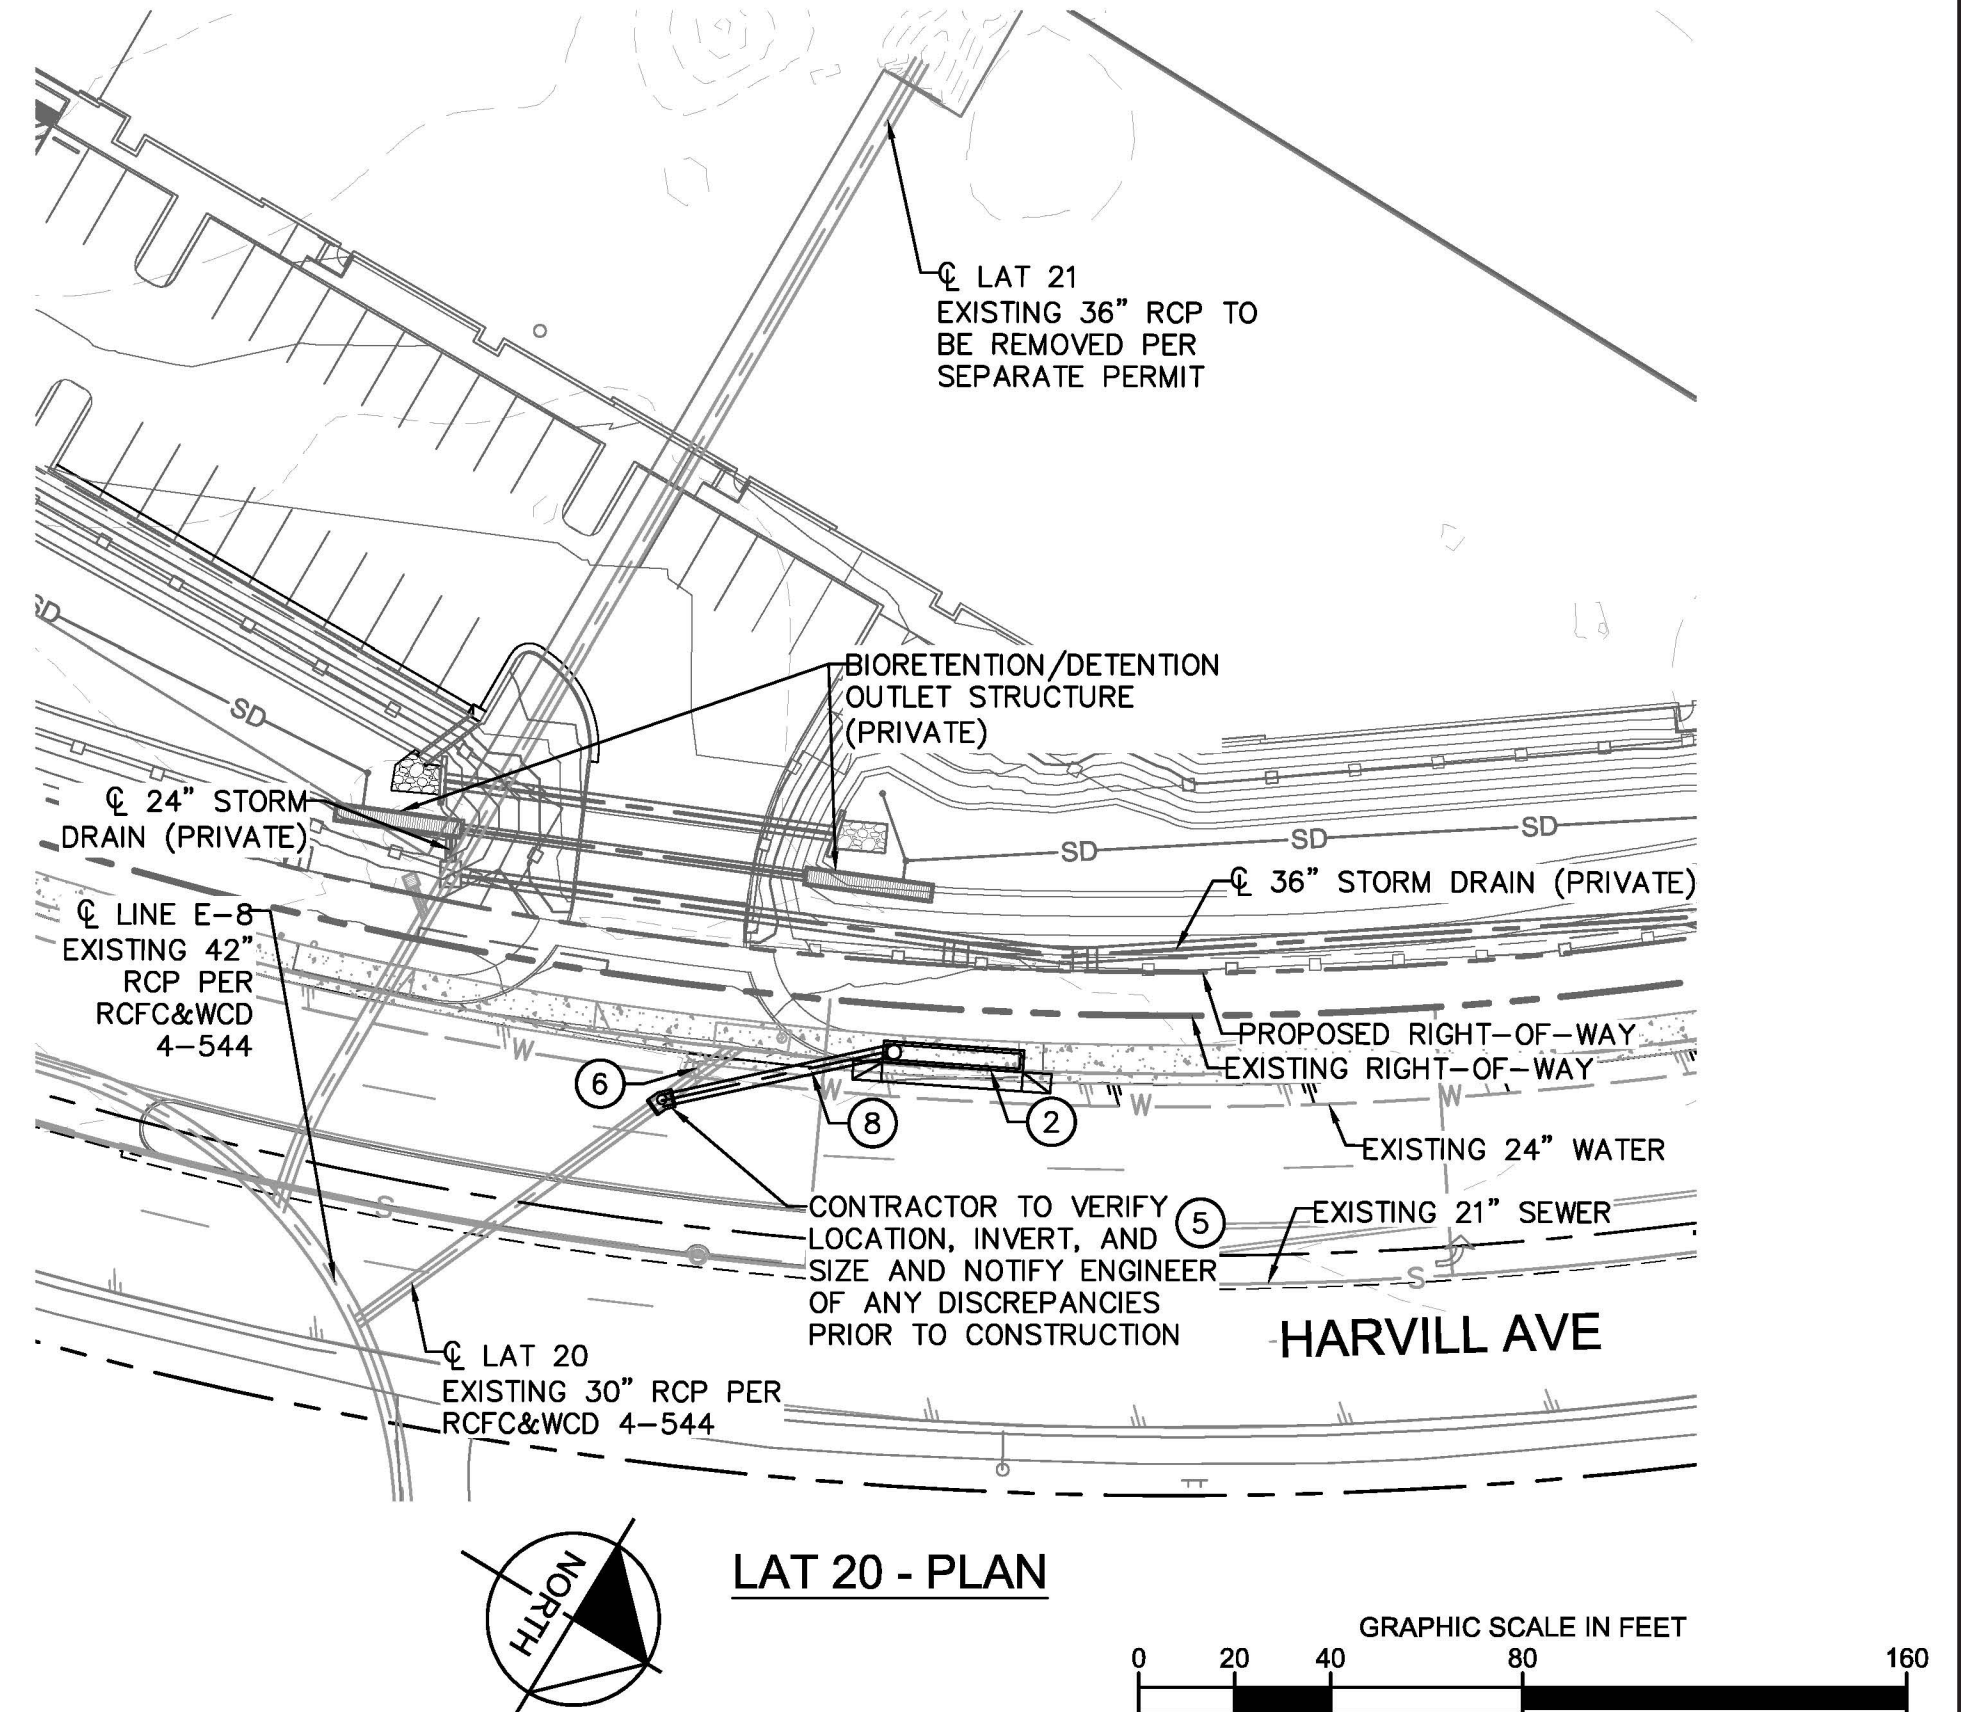 ℄ LAT 21
EXISTING 36” RCP TO
BE REMOVED PER
SEPARATE PERMIT
SD
SD
BIORETENTION/DETENTION
OUTLET STRUCTURE
(PRIVATE)
℄ 24” STORM
DRAIN (PRIVATE)
SD
SD
SD
℄ 36” STORM DRAIN (PRIVATE)
℄ LINE E-8
EXISTING 42”
RCP PER
RCFC&WCD
4-544
W
W
W
W
PROPOSED RIGHT-OF-WAY
EXISTING RIGHT-OF-WAY
6
8
2
EXISTING 24” WATER
CONTRACTOR TO VERIFY
LOCATION, INVERT, AND
SIZE AND NOTIFY ENGINEER
OF ANY DISCREPANCIES
PRIOR TO CONSTRUCTION
5
EXISTING 21” SEWER
S
S
HARVILL AVE
℄ LAT 20
EXISTING 30” RCP PER
RCFC&WCD 4-544
NORTH
LAT 20 - PLAN
GRAPHIC SCALE IN FEET
0 20 40 80 160